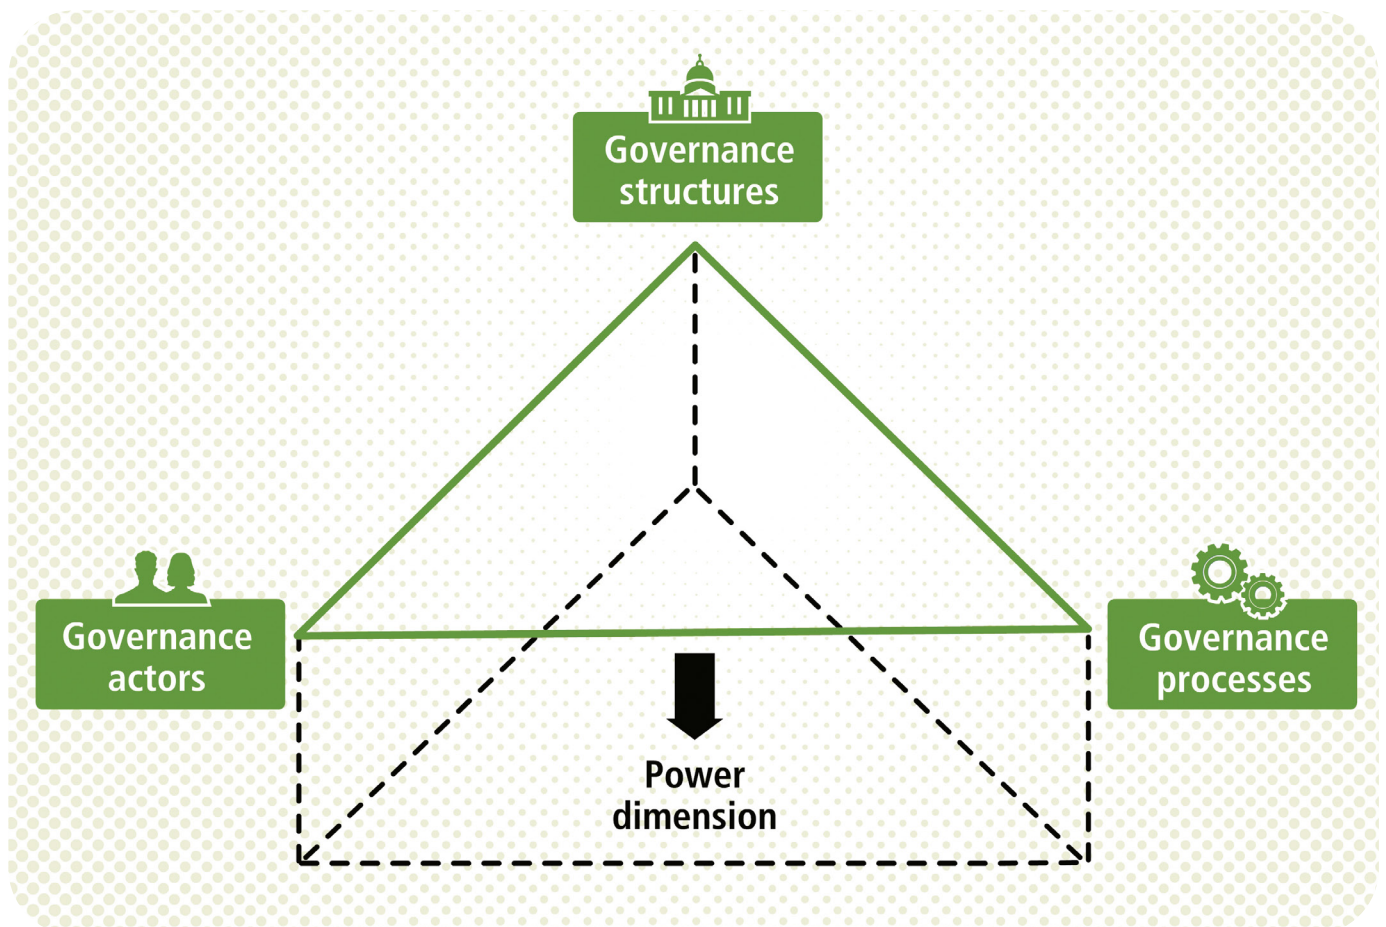 Governance
structures
Governance
actors
Governance
processes
Power
dimension